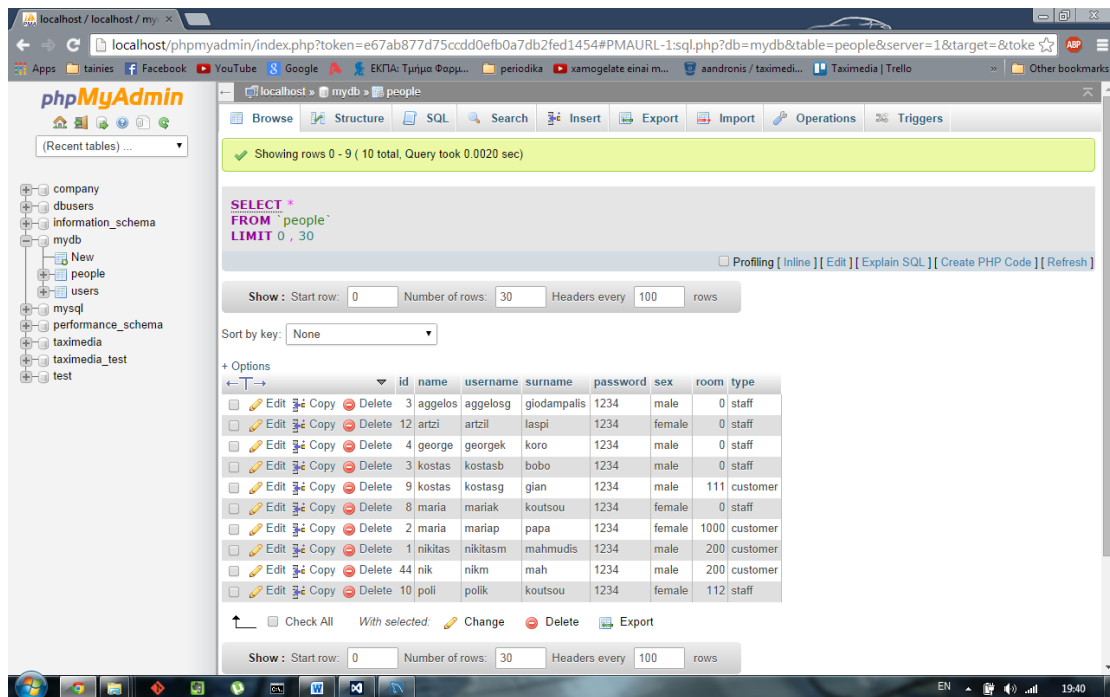 localhost / localhost / my
localhost/phpmyadmin/index.php?token=e67ab877d75ccdd0efb0a7db2fed1454#PMAURL-1:sql.php?db=mydb&table=people&server=1&target=&toke
ABP
Apps tainies Facebook YouTube Google ΕΚΠΑ: Τμήμα Φαρμ... periodika xamogelate einai m... aandronis / taximedi... Taximedia | Trello » Other bookmarks
phpMyAdmin
(Recent tables) ...
company
dbusers
information_schema
mydb
New
people
users
mysql
performance_schema
taximedia
taximedia_test
test
localhost » mydb » people
Browse Structure SQL Search Insert Export Import Operations Triggers
Showing rows 0 - 9 ( 10 total, Query took 0.0020 sec)
SELECT *
FROM `people`
LIMIT 0 , 30
Profiling [ Inline ] [ Edit ] [ Explain SQL ] [ Create PHP Code ] [ Refresh ]
Show : Start row: 0 Number of rows: 30 Headers every 100 rows
Sort by key: None
+ Options
←T→ id name username surname password sex room type
Edit Copy Delete 3 aggelos aggelosg giodampalis 1234 male 0 staff
Edit Copy Delete 12 artzi artzil laspi 1234 female 0 staff
Edit Copy Delete 4 george georgek koro 1234 male 0 staff
Edit Copy Delete 3 kostas kostasb bobo 1234 male 0 staff
Edit Copy Delete 9 kostas kostasg gian 1234 male 111 customer
Edit Copy Delete 8 maria mariak koutsou 1234 female 0 staff
Edit Copy Delete 2 maria mariap papa 1234 female 1000 customer
Edit Copy Delete 1 nikitas nikitasm mahmudis 1234 male 200 customer
Edit Copy Delete 44 nik nikm mah 1234 male 200 customer
Edit Copy Delete 10 poli polik koutsou 1234 female 112 staff
Check All With selected: Change Delete Export
Show : Start row: 0 Number of rows: 30 Headers every 100 rows
EN 19:40